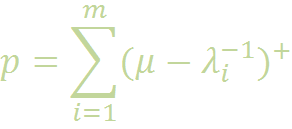 p = \sum_{i=1}^{m} (\mu - \lambda_i^{-1})^+